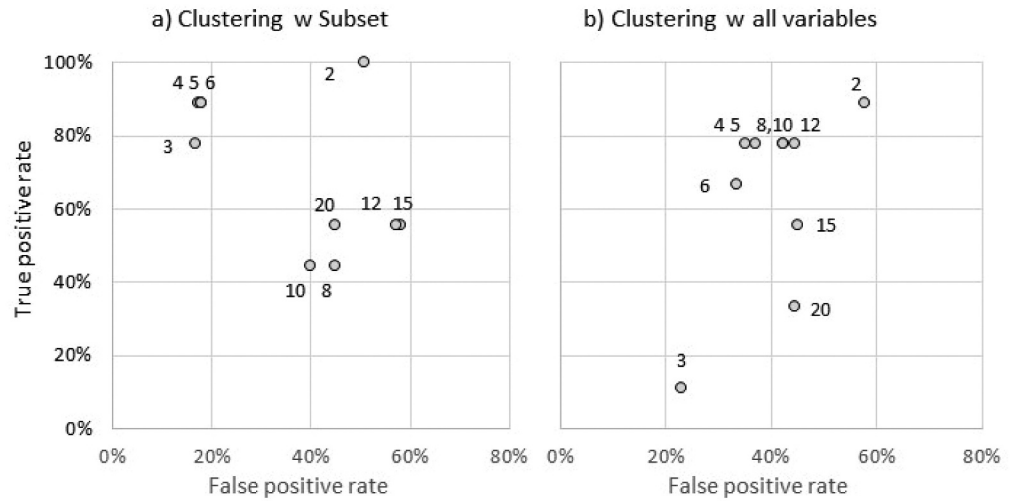 a) Clustering w Subset
b) Clustering w all variables
True positive rate
100%
80%
60%
40%
20%
0%
2
4 5 6
3
20 12 15
10 8
0% 20% 40% 60% 80%
False positive rate
2
4 5 8,10 12
6
15
20
3
0% 20% 40% 60% 80%
False positive rate